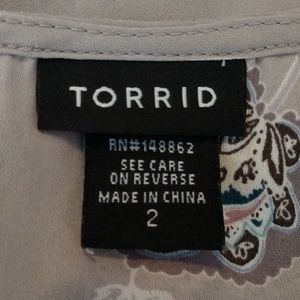 TORRID
RN#148862
SEE CARE
ON REVERSE
MADE IN CHINA
2